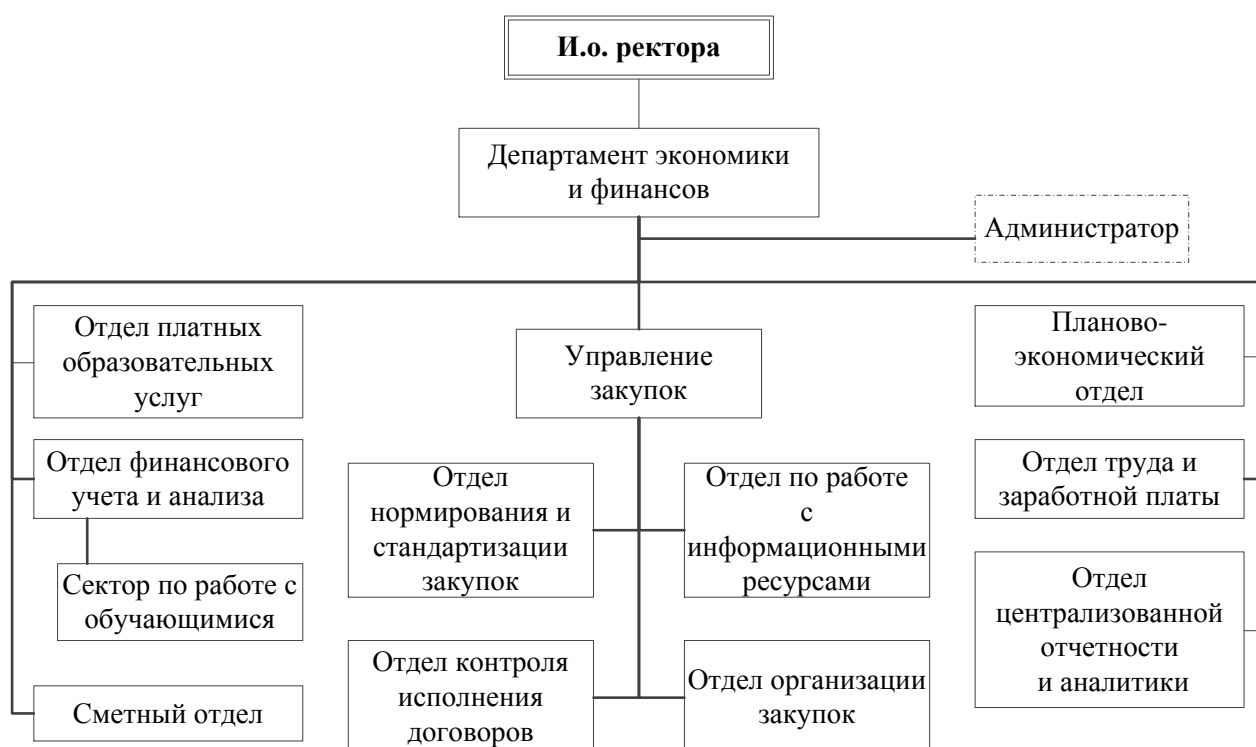 И.о. ректора
Департамент экономики
и финансов
Администратор
Отдел платных
образовательных
услуг
Управление
закупок
Планово-
экономический
отдел
Отдел финансового
учета и анализа
Отдел
нормирования и
стандартизации
закупок
Отдел по работе
с
информационными
ресурсами
Отдел труда и
заработной платы
Сектор по работе с
обучающимися
Отдел
централизованной
отчетности
и аналитики
Сметный отдел
Отдел контроля
исполнения
договоров
Отдел организации
закупок